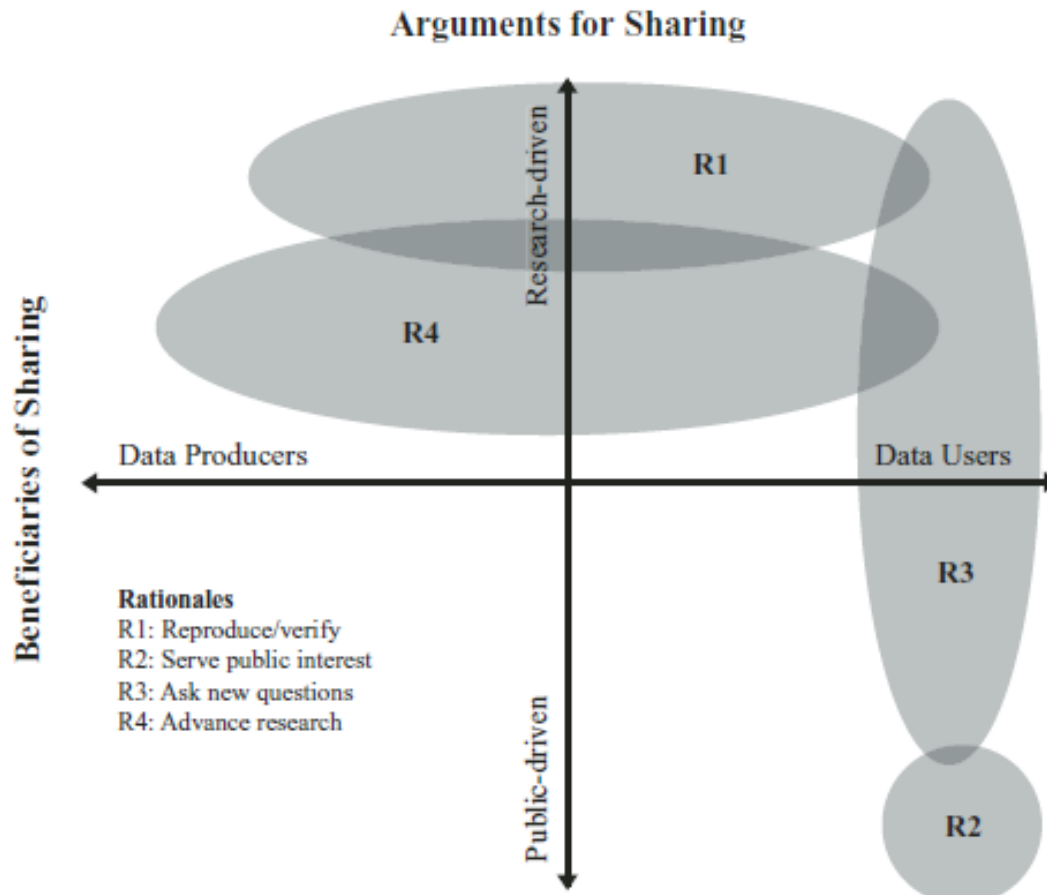 Arguments for Sharing
Research-driven
R1
R4
Beneficiaries of Sharing
Data Producers
Data Users
R3
Rationales
R1: Reproduce/verify
R2: Serve public interest
R3: Ask new questions
R4: Advance research
Public-driven
R2